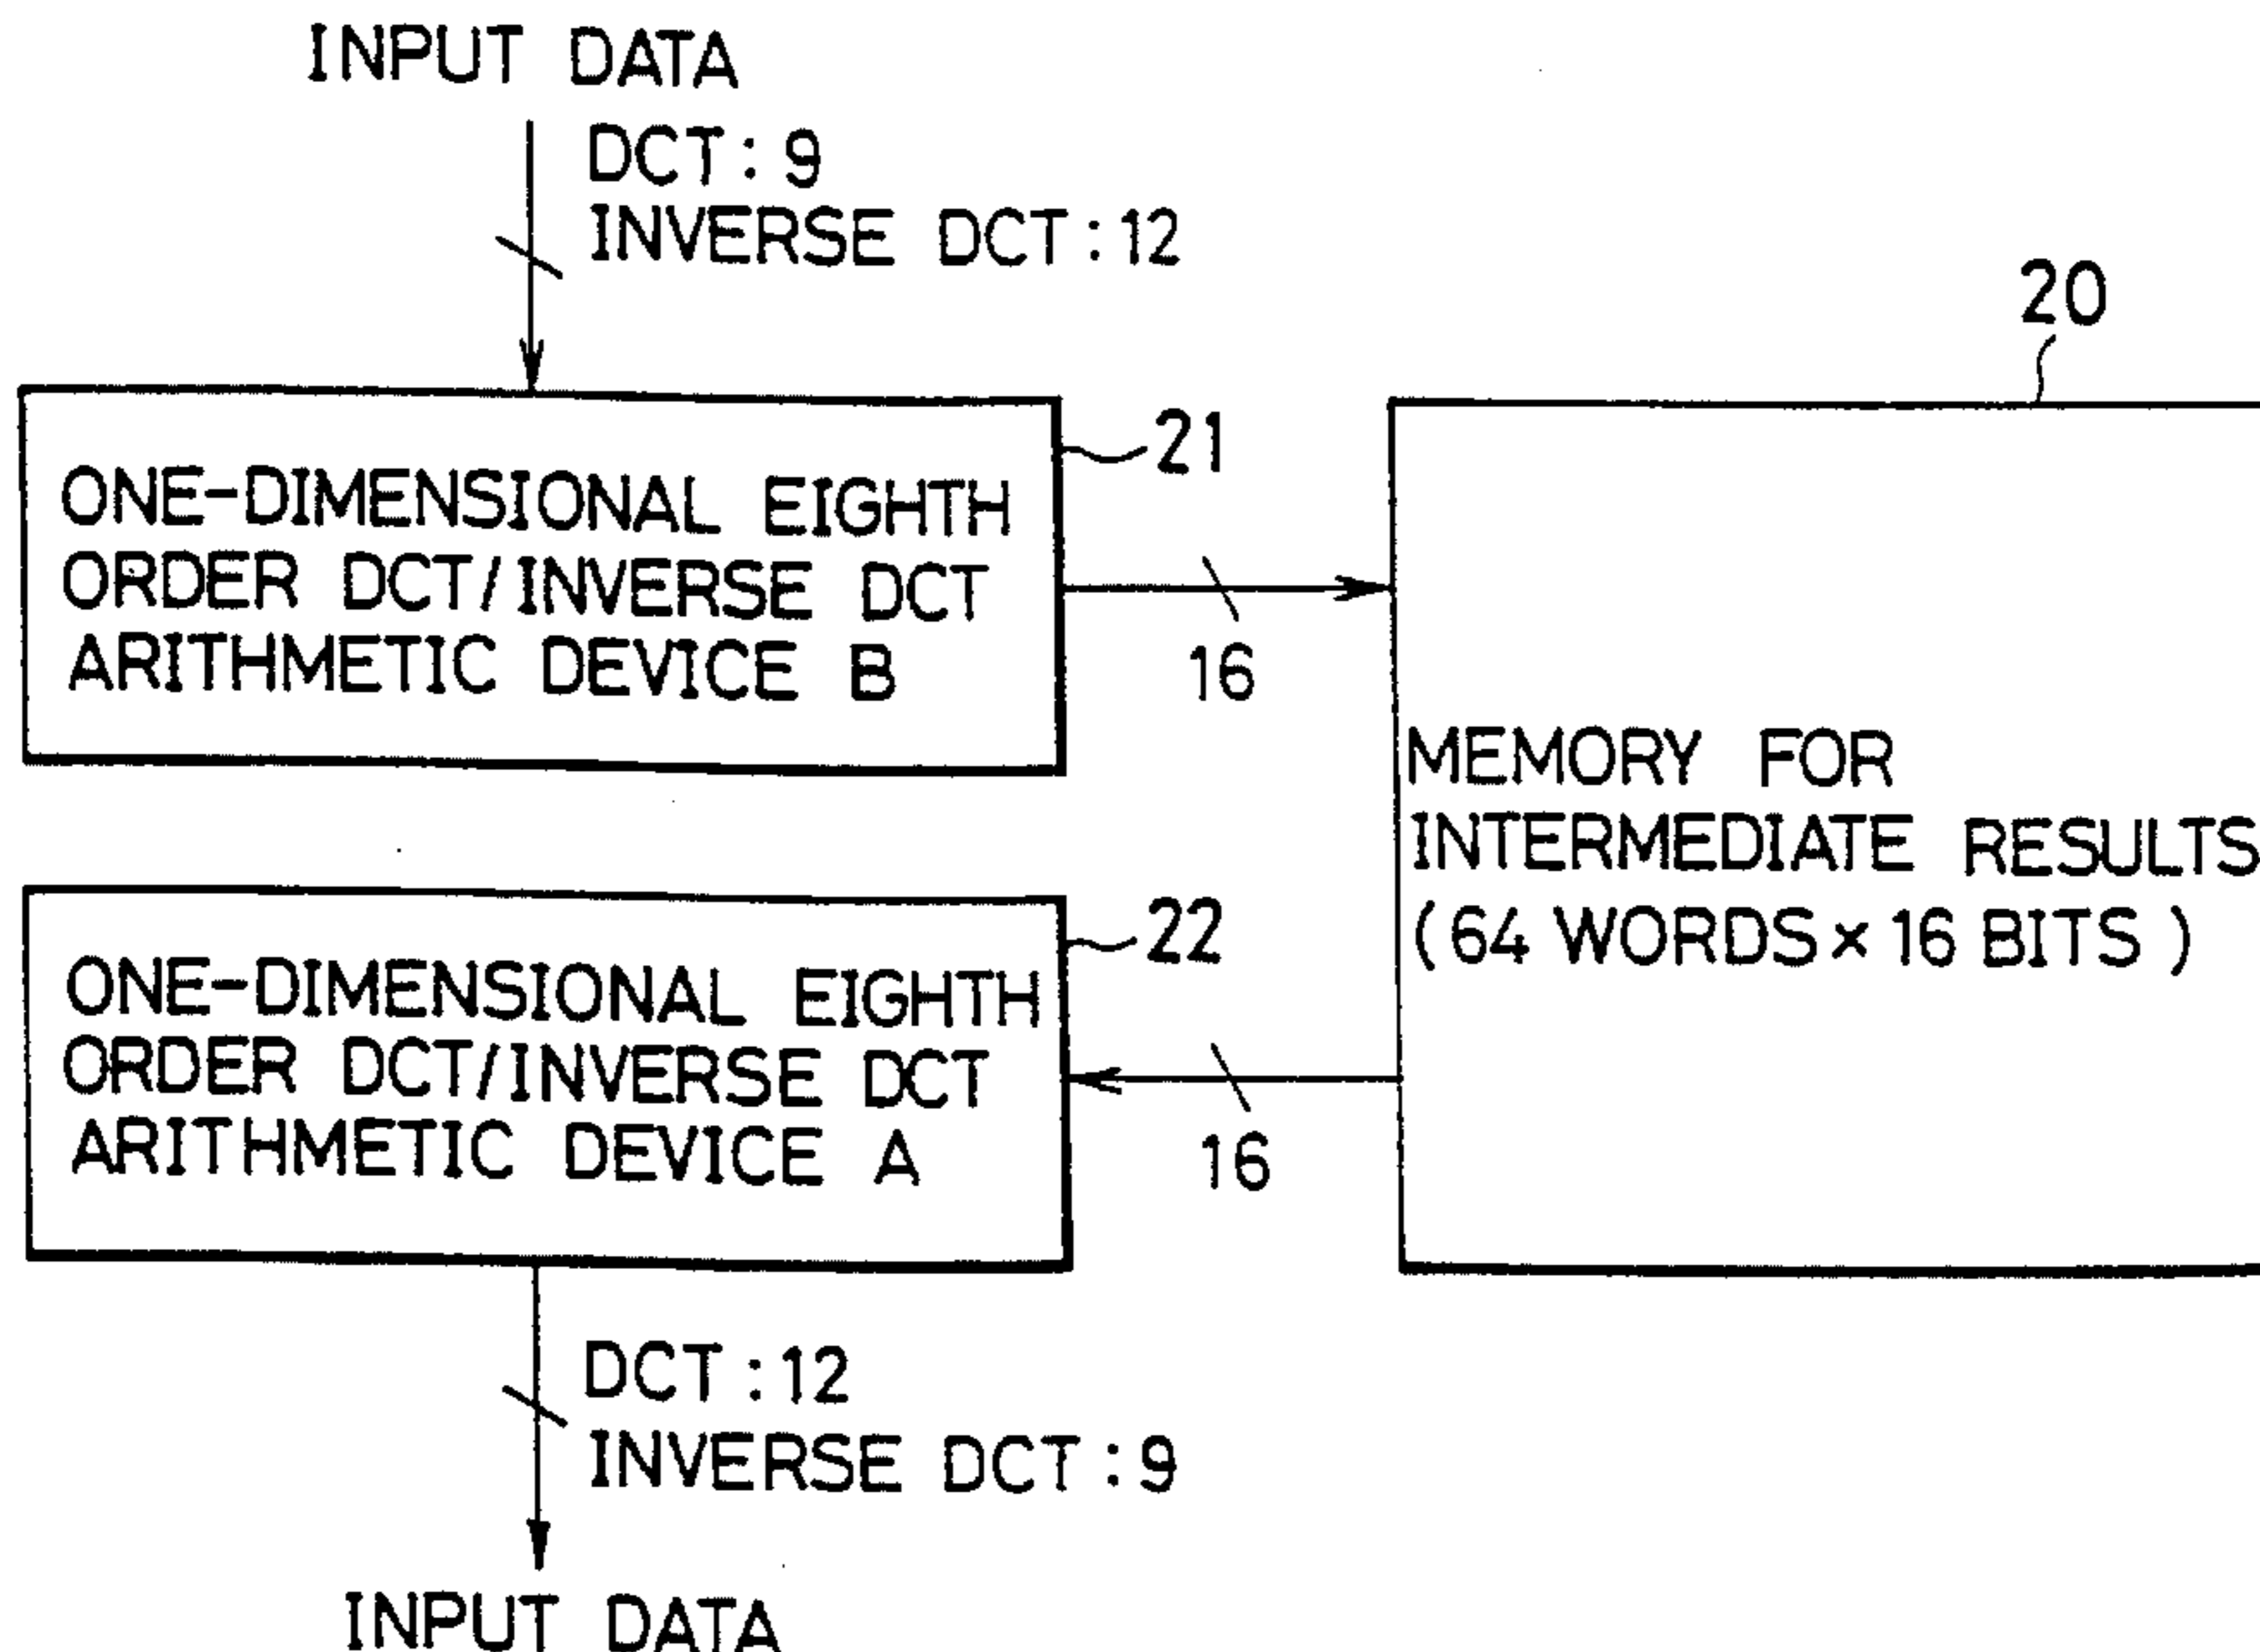 INPUT DATA
DCT: 9
INVERSE DCT: 12
20
21
ONE-DIMENSIONAL EIGHTH
ORDER DCT/INVERSE DCT
ARITHMETIC DEVICE B
16
MEMORY FOR
INTERMEDIATE RESULTS
(64 WORDS × 16 BITS)
22
ONE-DIMENSIONAL EIGHTH
ORDER DCT/INVERSE DCT
ARITHMETIC DEVICE A
16
DCT: 12
INVERSE DCT: 9
INPUT DATA